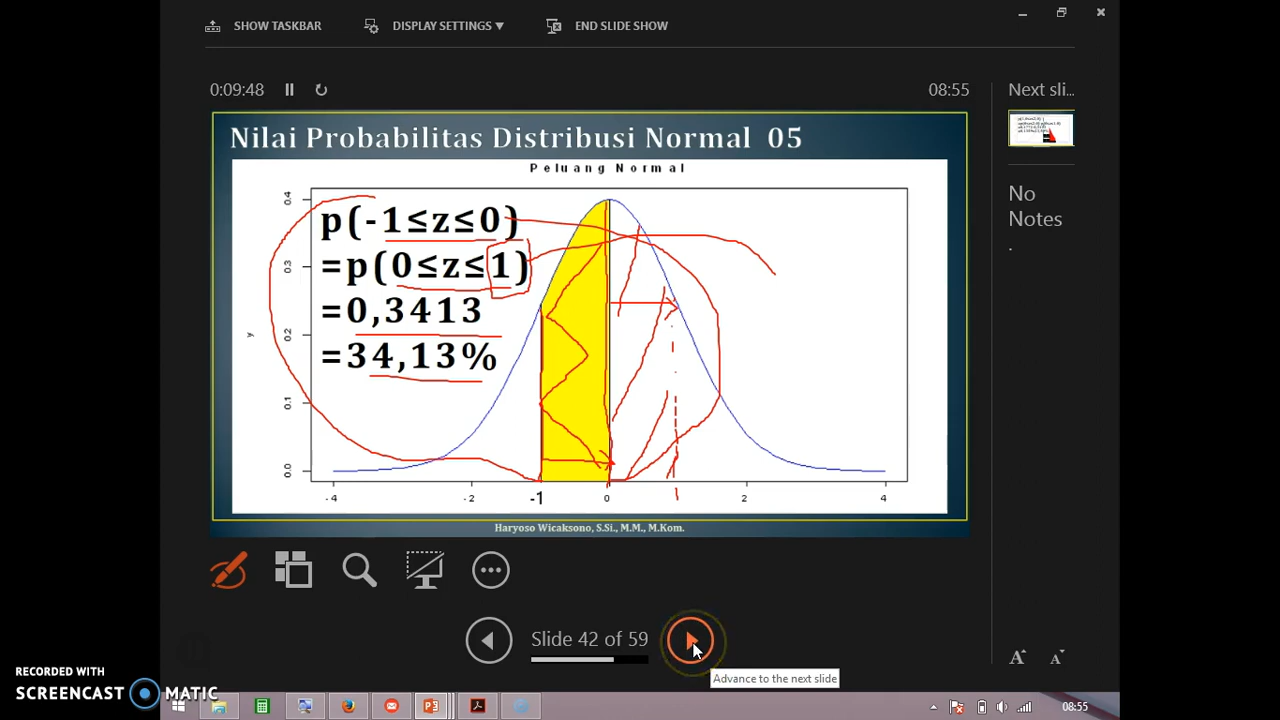 SHOW TASKBAR
DISPLAY SETTINGS ▼
END SLIDE SHOW
0:09:48
08:55
Next sli...
Nilai Probabilitas Distribusi Normal 05
Peluang Normal
p(-1≤z≤0)
=p(0≤z≤1)
=0,3413
=34,13%
0.4
0.3
0.2
0.1
0.0
y
-4
-2
-1
0
2
4
Haryoso Wicaksono, S.Si., M.M., M.Kom.
No
Notes
.
Slide 42 of 59
Advance to the next slide
A
A
RECORDED WITH
SCREENCAST MATIC
08:55